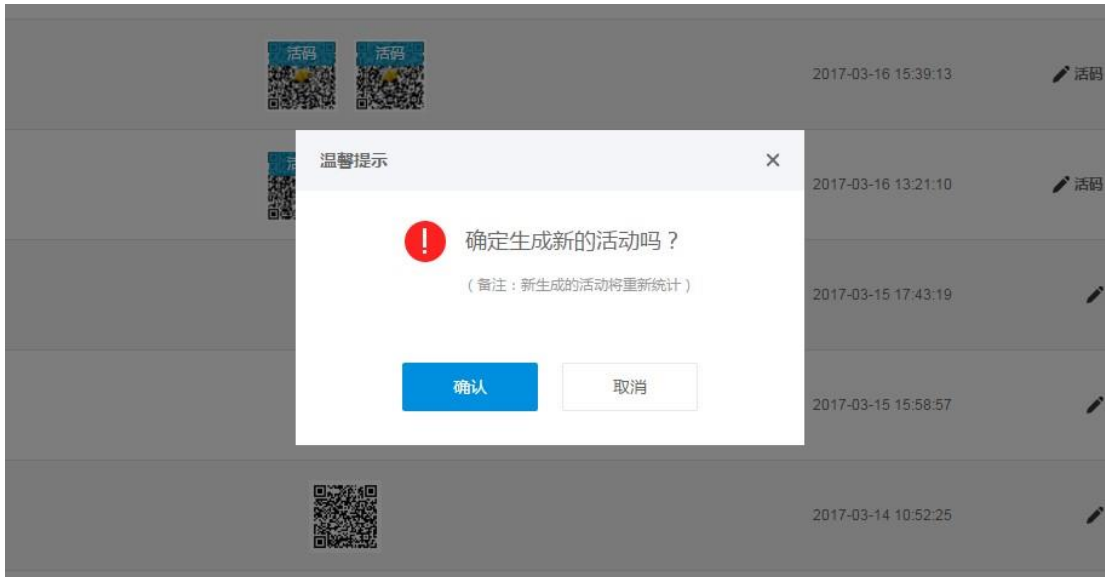 活码 活码
2017-03-16 15:39:13
活码
温馨提示
2017-03-16 13:21:10
活码
确定生成新的活动吗？
（备注：新生成的活动将重新统计）
2017-03-15 17:43:19
确认
取消
2017-03-15 15:58:57
2017-03-14 10:52:25